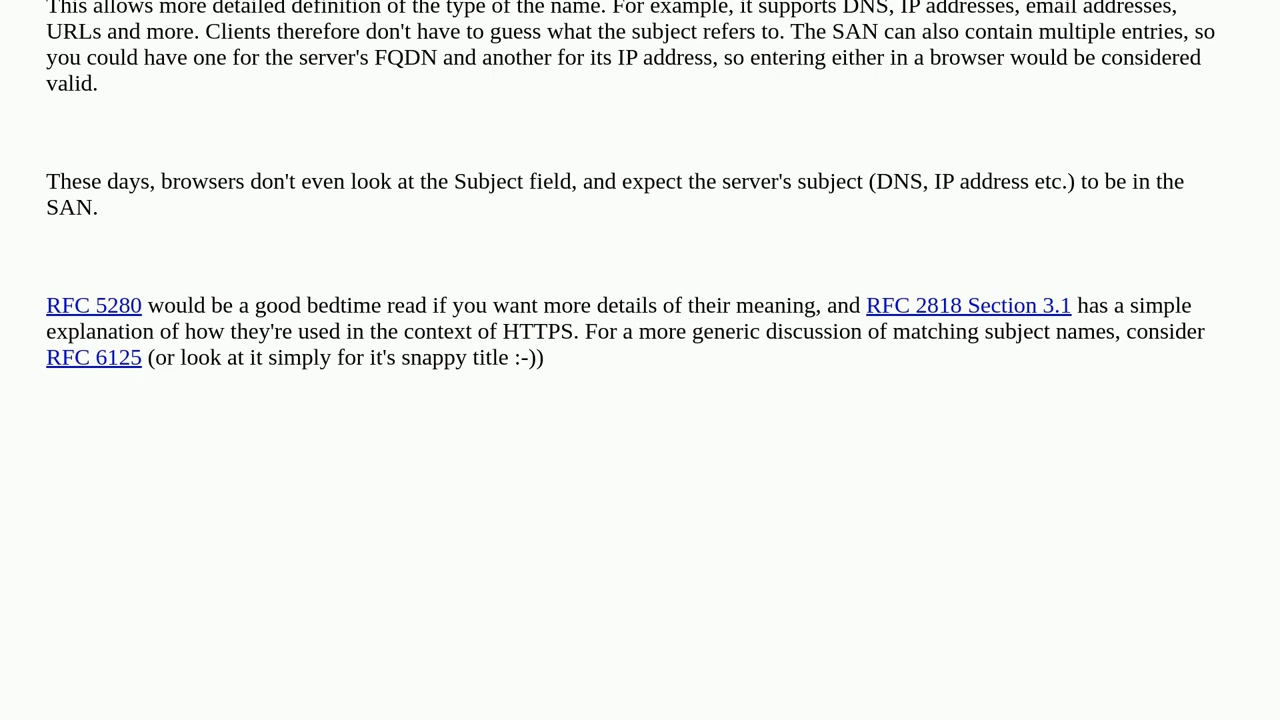 This allows more detailed definition of the type of the name. For example, it supports DNS, IP addresses, email addresses,
URLs and more. Clients therefore don't have to guess what the subject refers to. The SAN can also contain multiple entries, so
you could have one for the server's FQDN and another for its IP address, so entering either in a browser would be considered
valid.
These days, browsers don't even look at the Subject field, and expect the server's subject (DNS, IP address etc.) to be in the
SAN.
RFC 5280 would be a good bedtime read if you want more details of their meaning, and RFC 2818 Section 3.1 has a simple
explanation of how they're used in the context of HTTPS. For a more generic discussion of matching subject names, consider
RFC 6125 (or look at it simply for it's snappy title :-))